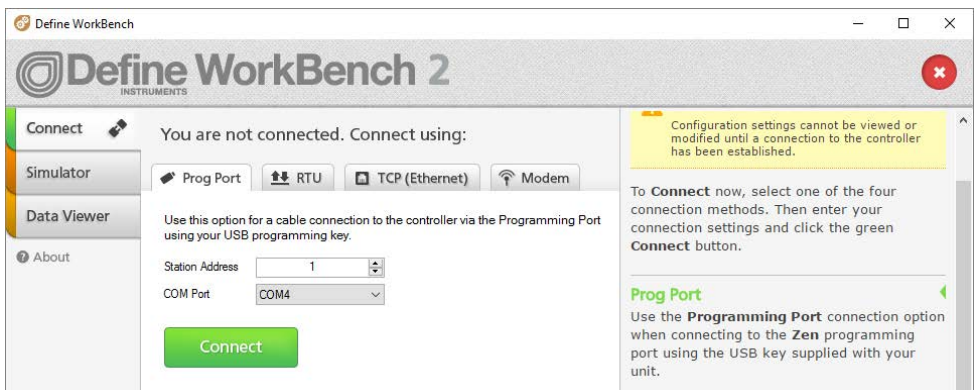 Define WorkBench
Define WorkBench 2
INSTRUMENTS
Connect
Simulator
Data Viewer
About
You are not connected. Connect using:
Prog Port
RTU
TCP (Ethernet)
Modem
Use this option for a cable connection to the controller via the Programming Port
using your USB programming key.
Station Address 1
COM Port COM4
Connect
Configuration settings cannot be viewed or
modified until a connection to the controller
has been established.
To Connect now, select one of the four
connection methods. Then enter your
connection settings and click the green
Connect button.
Prog Port
Use the Programming Port connection option
when connecting to the Zen programming
port using the USB key supplied with your
unit.